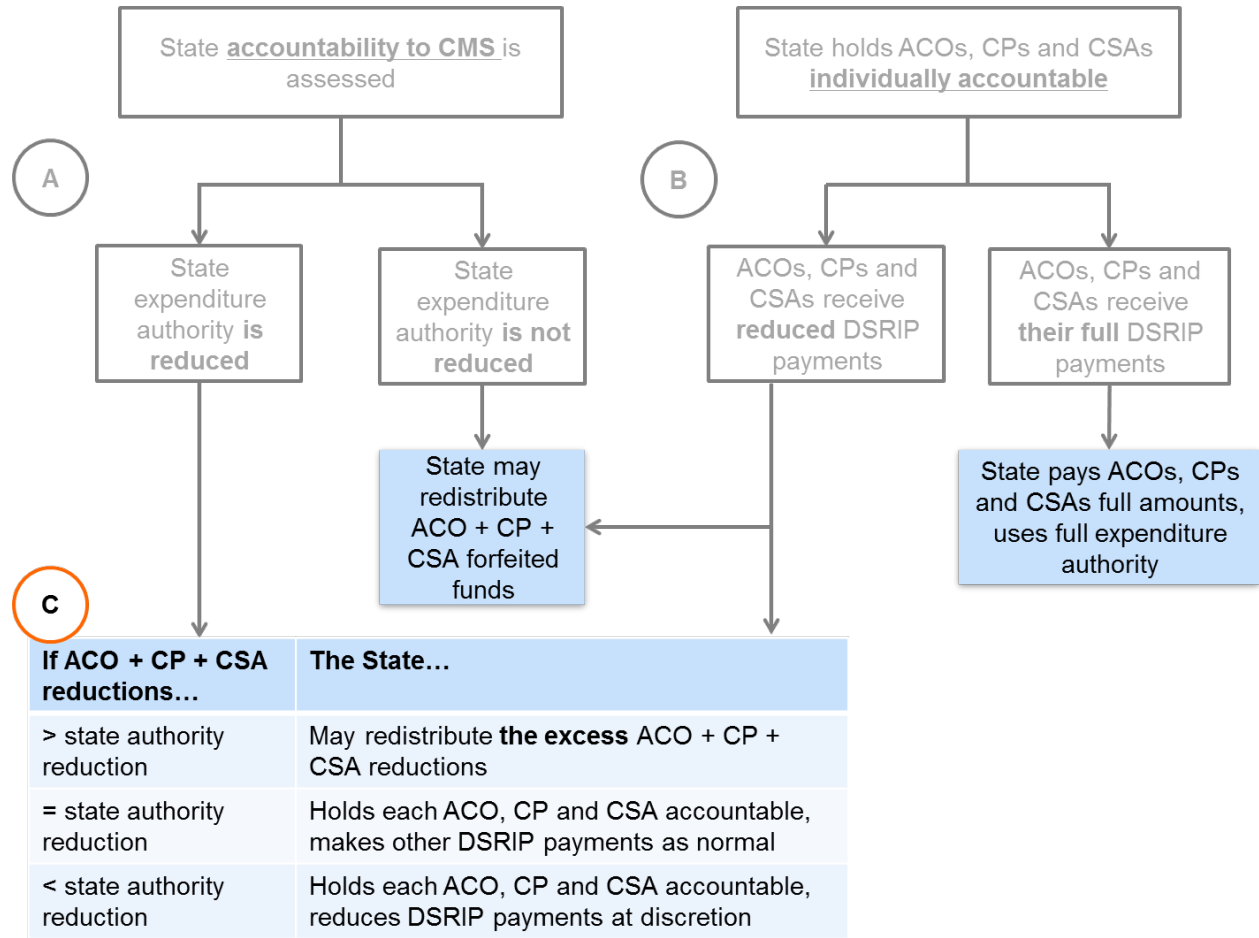 State accountability to CMS is
assessed
State holds ACOs, CPs and CSAs
individually accountable
A
B
State
expenditure
authority is
reduced
State
expenditure
authority is not
reduced
ACOs, CPs and
CSAs receive
reduced DSRIP
payments
ACOs, CPs and
CSAs receive
their full DSRIP
payments
State may
redistribute
ACO + CP +
CSA forfeited
funds
State pays ACOs, CPs
and CSAs full amounts,
uses full expenditure
authority
C
If ACO + CP + CSA
reductions…
The State…
> state authority
reduction
May redistribute the excess ACO + CP +
CSA reductions
= state authority
reduction
Holds each ACO, CP and CSA accountable,
makes other DSRIP payments as normal
< state authority
reduction
Holds each ACO, CP and CSA accountable,
reduces DSRIP payments at discretion